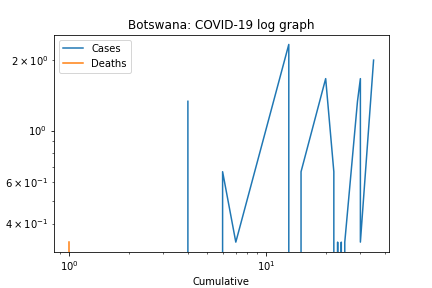 Botswana: COVID-19 log graph
Cases
Deaths
2 × 10⁰
10⁰
6 × 10⁻¹
4 × 10⁻¹
10⁰ 10¹
Cumulative